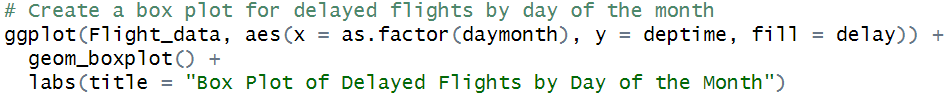 # Create a box plot for delayed flights by day of the month
ggplot(Flight_data, aes(x = as.factor(daymonth), y = deptime, fill = delay)) +
  geom_boxplot() +
  labs(title = "Box Plot of Delayed Flights by Day of the Month")